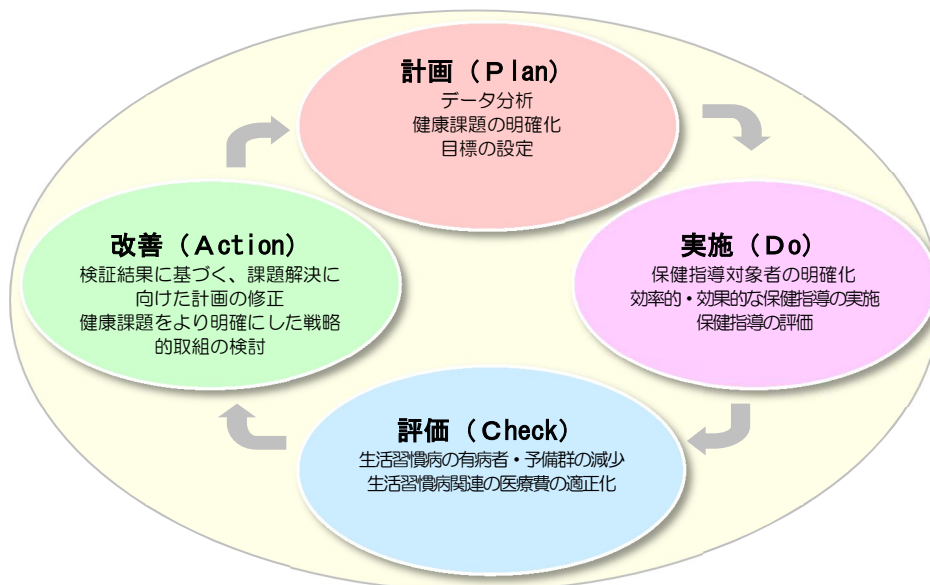 計画（Plan）
データ分析
健康課題の明確化
目標の設定
改善（Action）
検証結果に基づく、課題解決に
向けた計画の修正
健康課題をより明確にした戦略
的取組の検討
実施（Do）
保健指導対象者の明確化
効率的・効果的な保健指導の実施
保健指導の評価
評価（Check）
生活習慣病の有病者・予備群の減少
生活習慣病関連の医療費の適正化